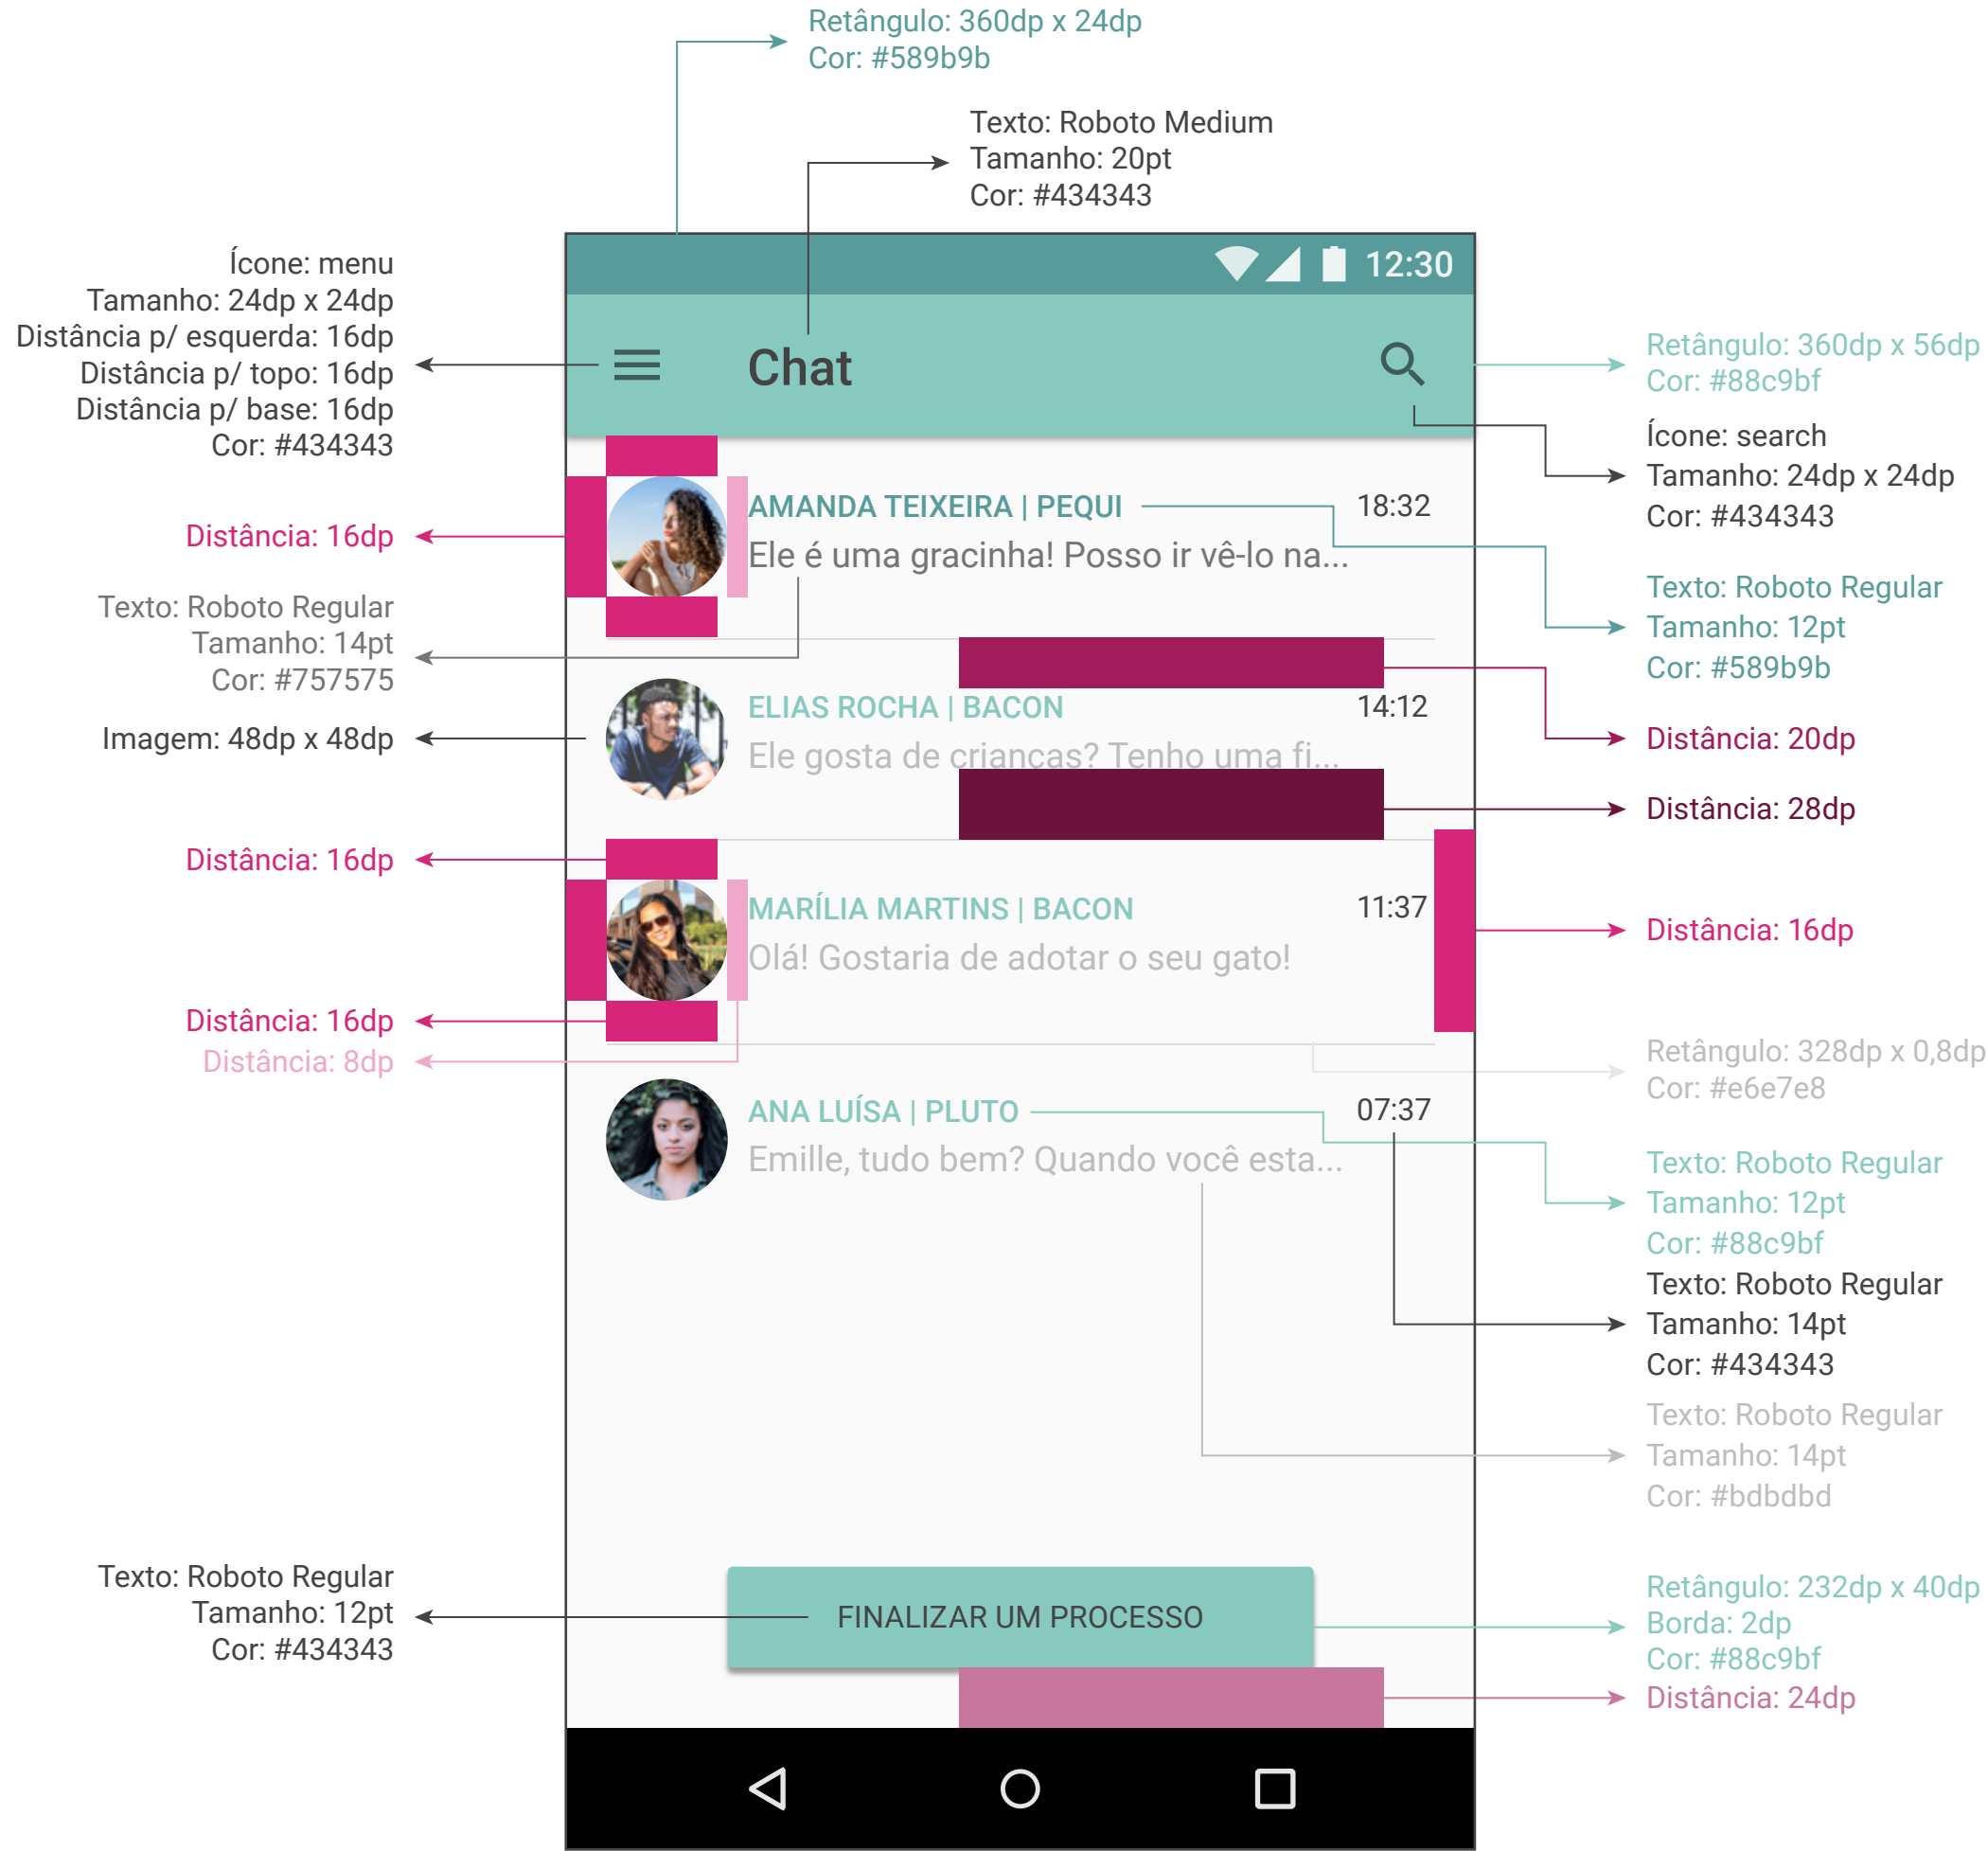 Retângulo: 360dp x 24dp
Cor: #589b9b
Texto: Roboto Medium
Tamanho: 20pt
Cor: #434343
Ícone: menu
Tamanho: 24dp x 24dp
Distância p/ esquerda: 16dp
Distância p/ topo: 16dp
Distância p/ base: 16dp
Cor: #434343
Distância: 16dp
Texto: Roboto Regular
Tamanho: 14pt
Cor: #757575
Imagem: 48dp x 48dp
Distância: 16dp
Distância: 16dp
Distância: 8dp
Texto: Roboto Regular
Tamanho: 12pt
Cor: #434343
12:30
Chat
AMANDA TEIXEIRA | PEQUI 18:32
Ele é uma gracinha! Posso ir vê-lo na...
ELIAS ROCHA | BACON 14:12
Ele gosta de crianças? Tenho uma fi...
MARÍLIA MARTINS | BACON 11:37
Olá! Gostaria de adotar o seu gato!
ANA LUÍSA | PLUTO 07:37
Emille, tudo bem? Quando você esta...
FINALIZAR UM PROCESSO
Retângulo: 360dp x 56dp
Cor: #88c9bf
Ícone: search
Tamanho: 24dp x 24dp
Cor: #434343
Texto: Roboto Regular
Tamanho: 12pt
Cor: #589b9b
Distância: 20dp
Distância: 28dp
Distância: 16dp
Retângulo: 328dp x 0,8dp
Cor: #e6e7e8
Texto: Roboto Regular
Tamanho: 12pt
Cor: #88c9bf
Texto: Roboto Regular
Tamanho: 14pt
Cor: #434343
Texto: Roboto Regular
Tamanho: 14pt
Cor: #bdbdbd
Retângulo: 232dp x 40dp
Borda: 2dp
Cor: #88c9bf
Distância: 24dp